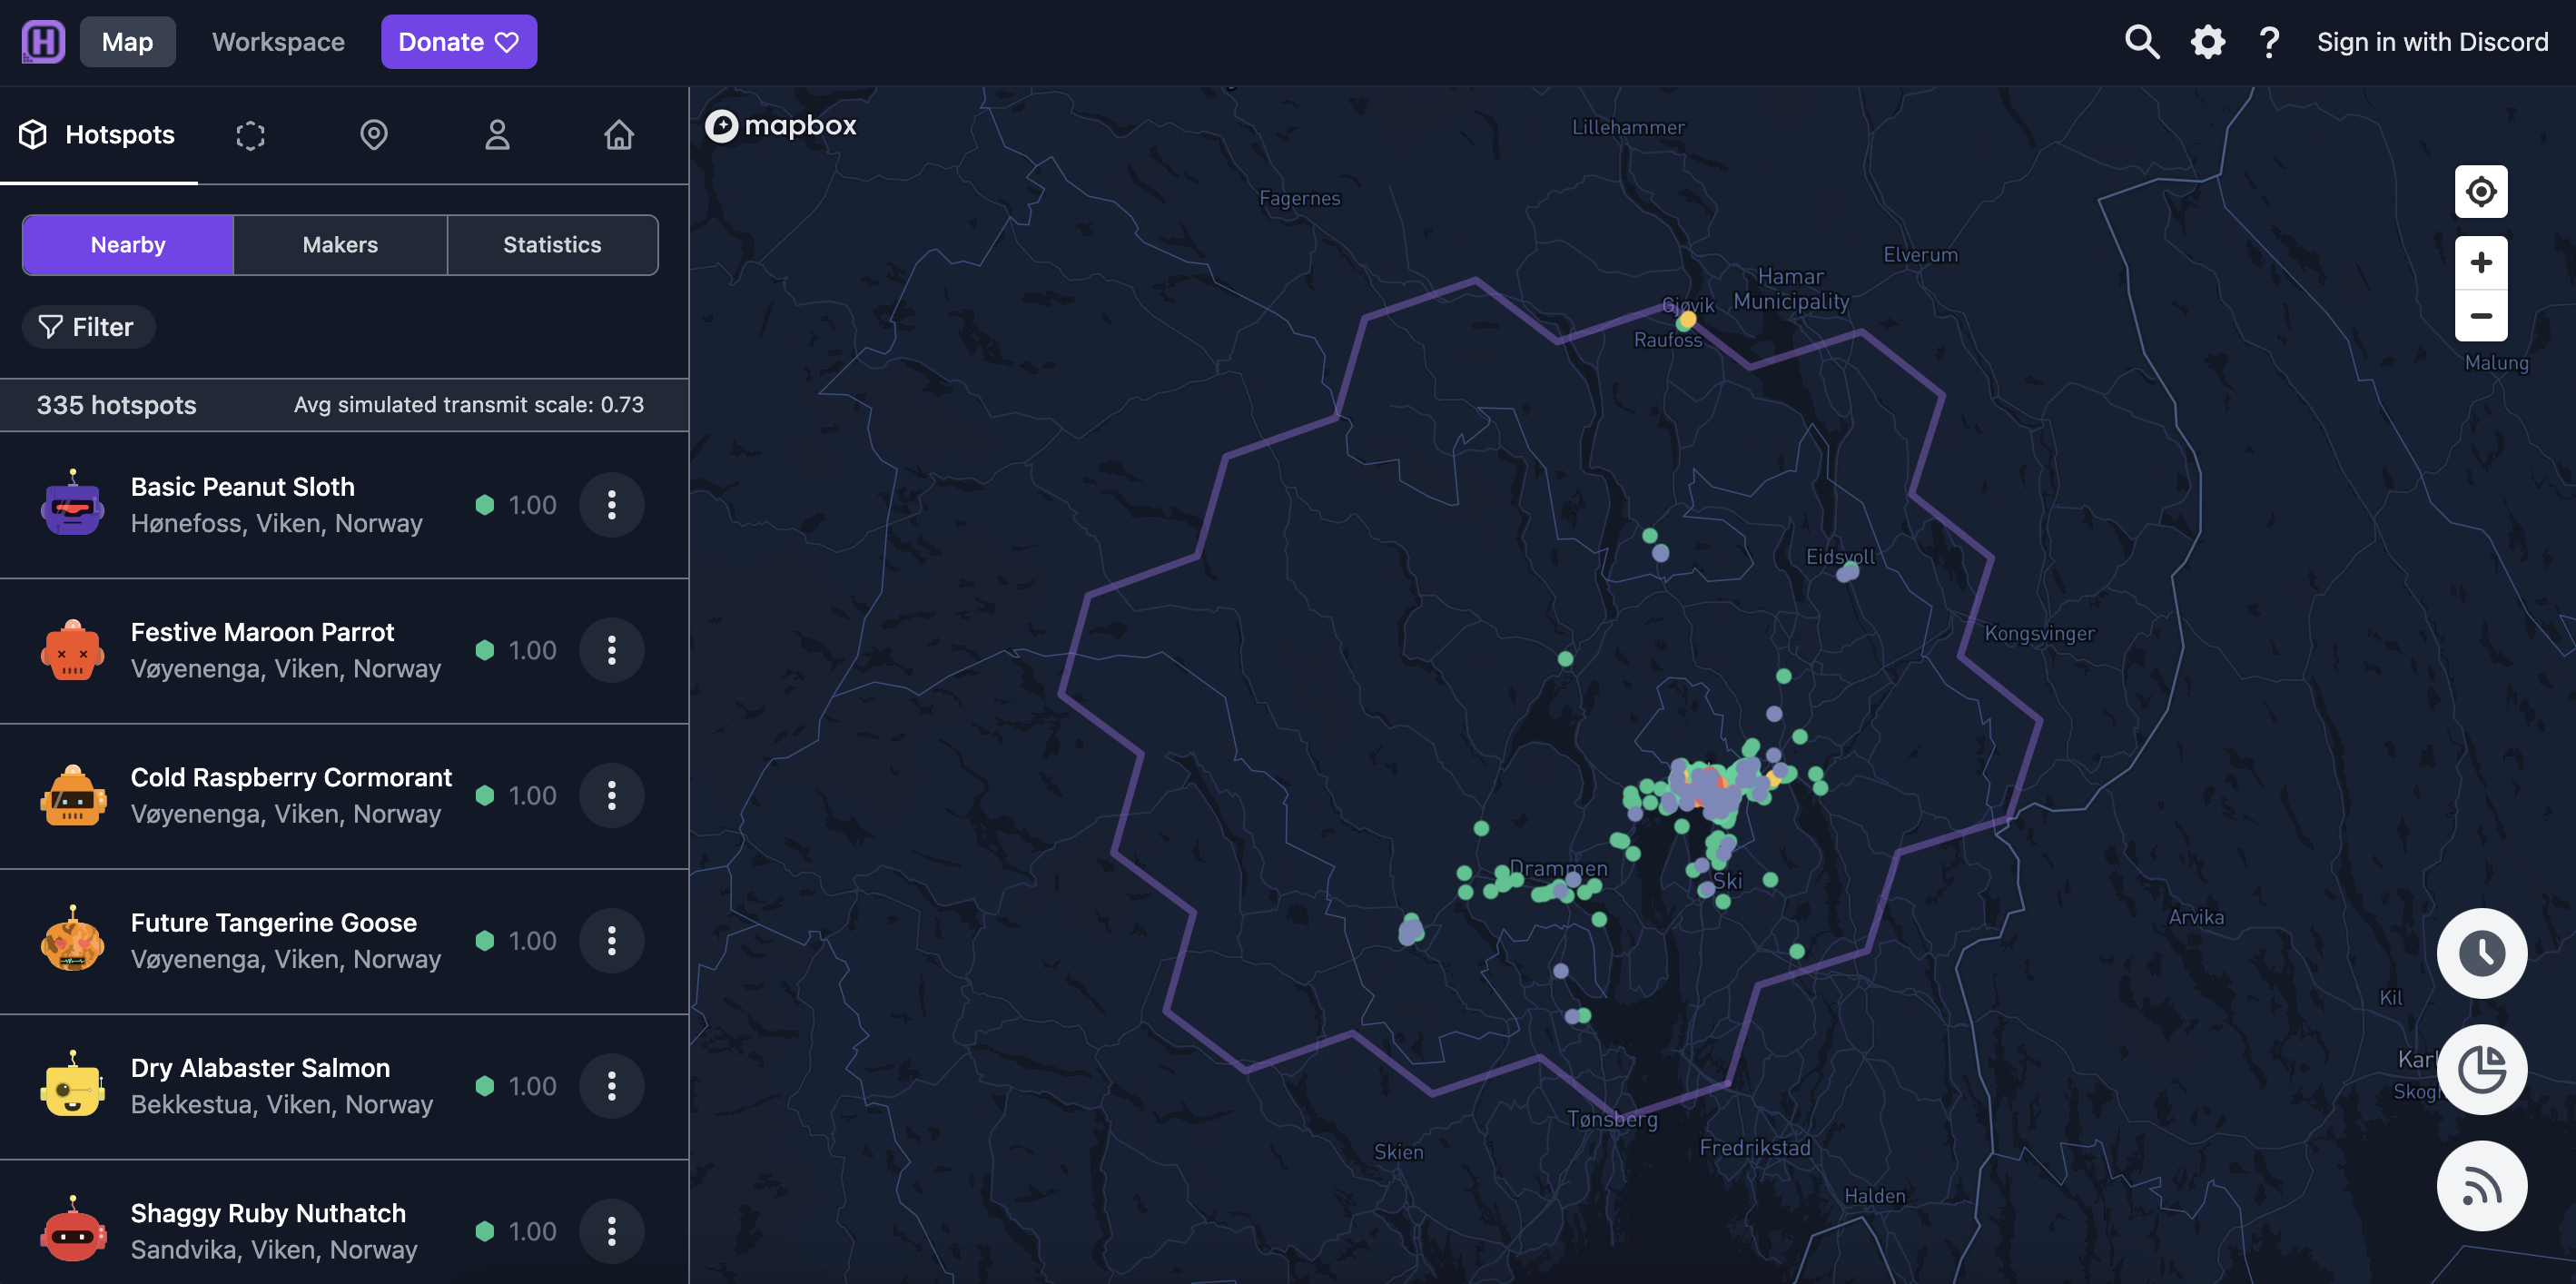 H
Map
Workspace
Donate
Sign in with Discord
Hotspots
Nearby
Makers
Statistics
Filter
335 hotspots
Avg simulated transmit scale: 0.73
Basic Peanut Sloth
Hønefoss, Viken, Norway
1.00
Festive Maroon Parrot
Vøyenenga, Viken, Norway
1.00
Cold Raspberry Cormorant
Vøyenenga, Viken, Norway
1.00
Future Tangerine Goose
Vøyenenga, Viken, Norway
1.00
Dry Alabaster Salmon
Bekkestua, Viken, Norway
1.00
Shaggy Ruby Nuthatch
Sandvika, Viken, Norway
1.00
mapbox
Lillehammer
Fagernes
Elverum
Hamar
Municipality
Gjøvik
Raufoss
Malung
Eidsvoll
Kongsvinger
Drammen
Ski
Arvika
Kil
Karl
Skogh
Tønsberg
Fredrikstad
Skien
Halden